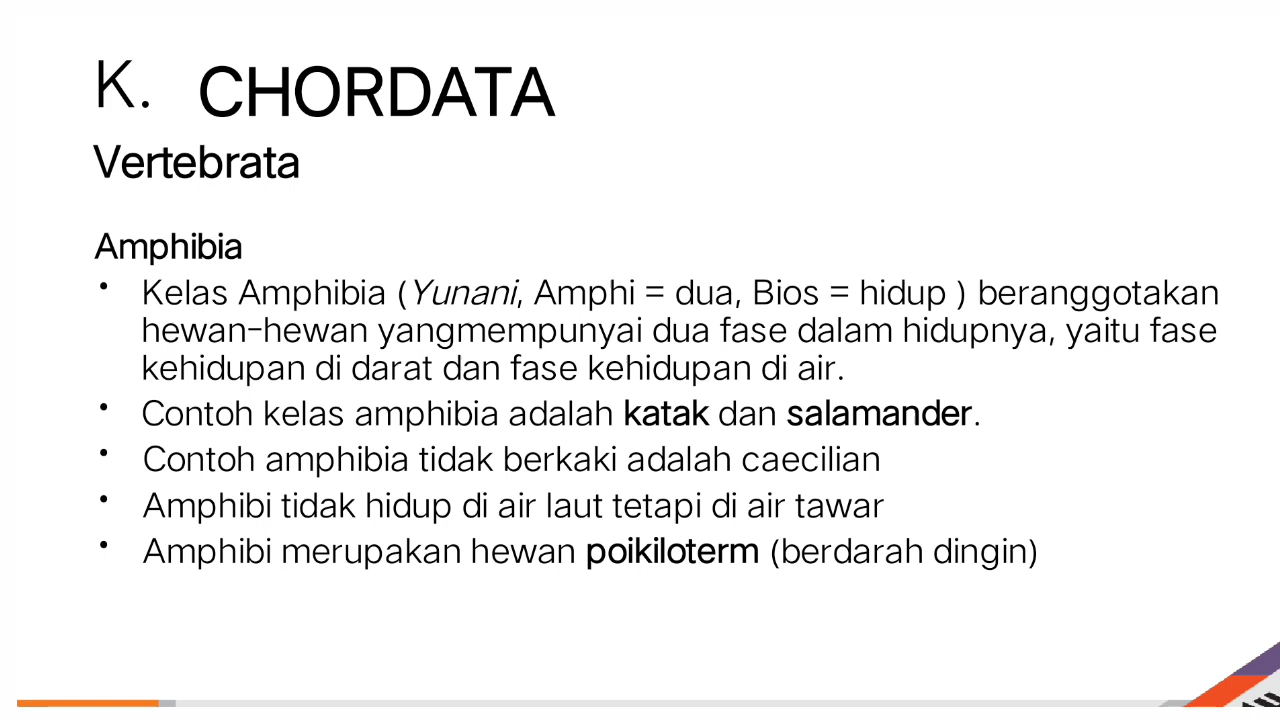 K. CHORDATA
Vertebrata
Amphibia
• Kelas Amphibia (Yunani, Amphi = dua, Bios = hidup ) beranggotakan
hewan-hewan yangmempunyai dua fase dalam hidupnya, yaitu fase
kehidupan di darat dan fase kehidupan di air.
• Contoh kelas amphibia adalah katak dan salamander.
• Contoh amphibia tidak berkaki adalah caecilian
• Amphibi tidak hidup di air laut tetapi di air tawar
• Amphibi merupakan hewan poikiloterm (berdarah dingin)